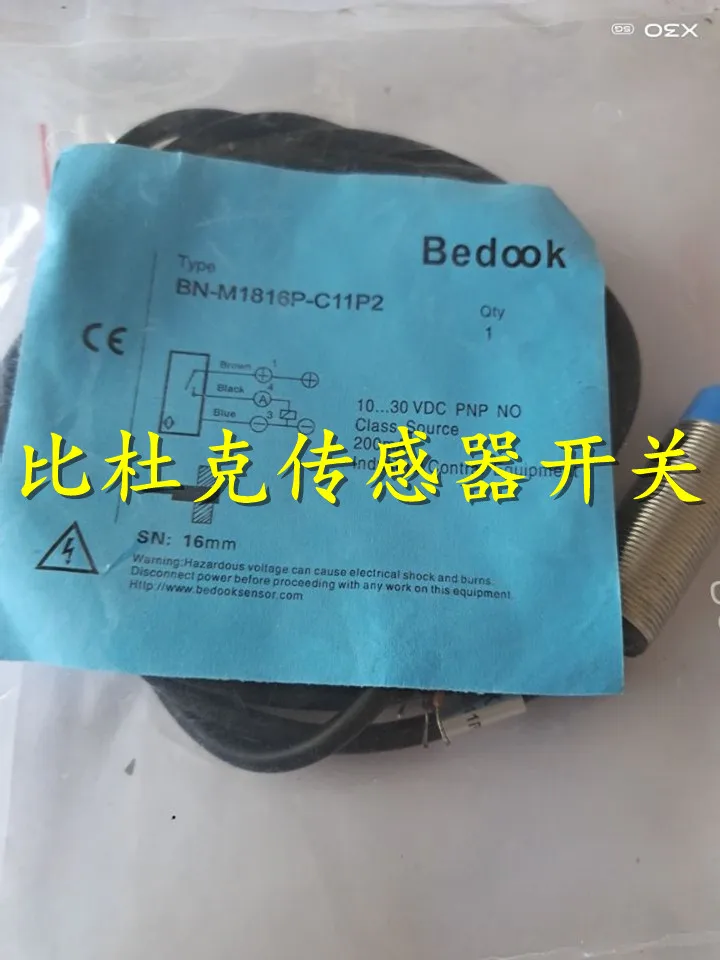 X30
5G
Bedook
Type
BN-M1816P-C11P2
Qty
1
CE
Brown 1
Black 4
A
Blue 3
10...30 VDC PNP NO
Class Source
比杜克传感器开关
SN: 16mm
Warning:Hazardous voltage can cause electrical shock and burns.
Disconnect power before proceeding with any work on this equipment.
Http://www.bedooksensor.com